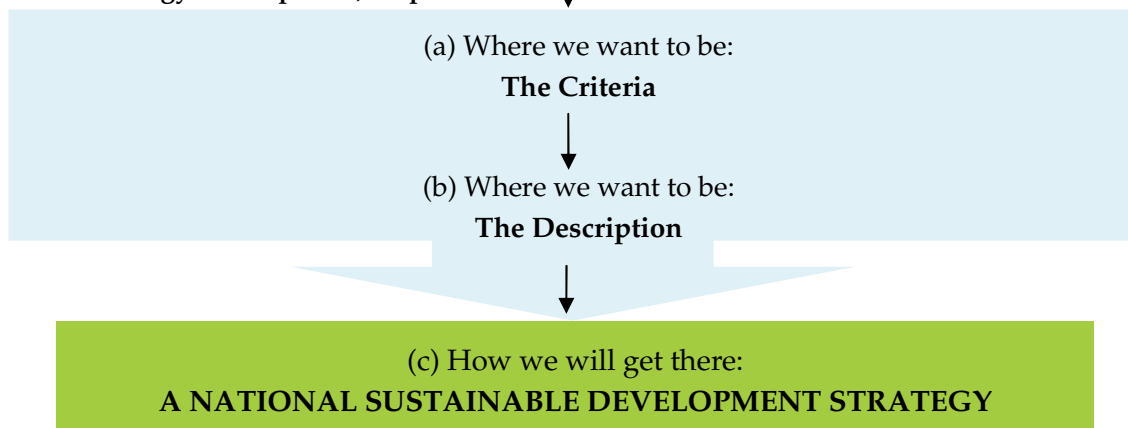 (a) Where we want to be:
The Criteria
(b) Where we want to be:
The Description
(c) How we will get there:
A NATIONAL SUSTAINABLE DEVELOPMENT STRATEGY